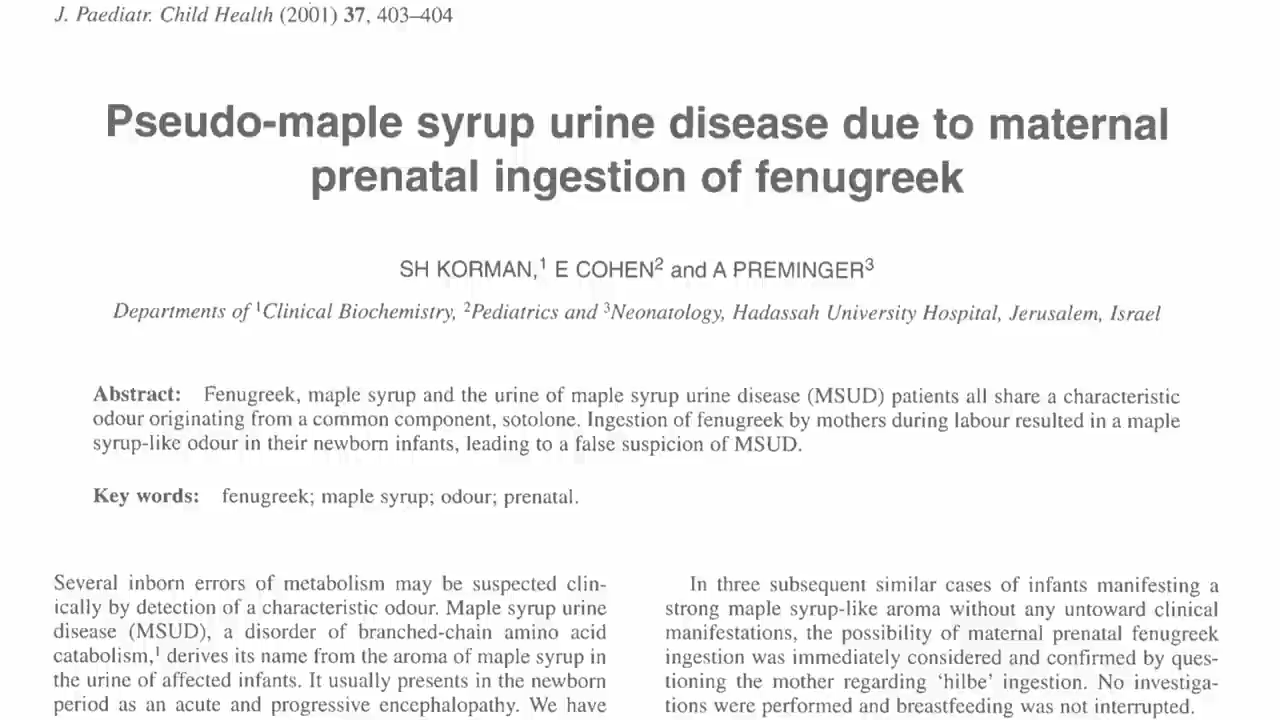 J. Paediatr. Child Health (2001) 37, 403–404
Pseudo-maple syrup urine disease due to maternal
prenatal ingestion of fenugreek
SH KORMAN,1 E COHEN2 and A PREMINGER3
Departments of 1Clinical Biochemistry, 2Pediatrics and 3Neonatology, Hadassah University Hospital, Jerusalem, Israel
Abstract: Fenugreek, maple syrup and the urine of maple syrup urine disease (MSUD) patients all share a characteristic
odour originating from a common component, sotolone. Ingestion of fenugreek by mothers during labour resulted in a maple
syrup-like odour in their newborn infants, leading to a false suspicion of MSUD.
Key words: fenugreek; maple syrup; odour; prenatal.
Several inborn errors of metabolism may be suspected clin-
ically by detection of a characteristic odour. Maple syrup urine
disease (MSUD), a disorder of branched-chain amino acid
catabolism,1 derives its name from the aroma of maple syrup in
the urine of affected infants. It usually presents in the newborn
period as an acute and progressive encephalopathy. We have
In three subsequent similar cases of infants manifesting a
strong maple syrup-like aroma without any untoward clinical
manifestations, the possibility of maternal prenatal fenugreek
ingestion was immediately considered and confirmed by ques-
tioning the mother regarding 'hilbe' ingestion. No investiga-
tions were performed and breastfeeding was not interrupted.